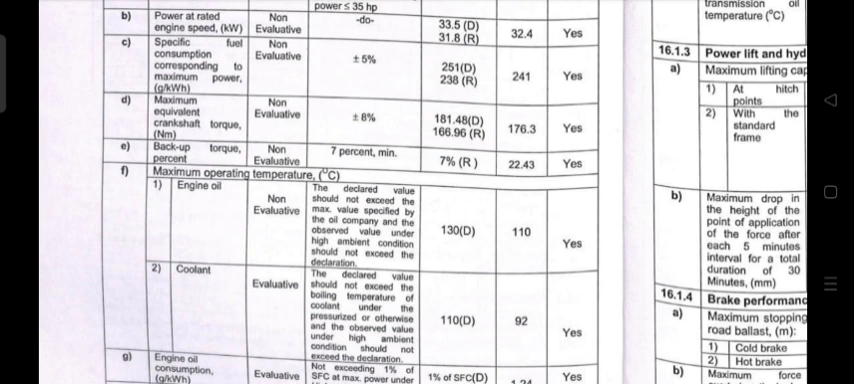 power ≤ 35 hp
b) Power at rated engine speed, (kW) Non Evaluative -do- 33.5 (D) 31.8 (R) 32.4 Yes
c) Specific fuel consumption corresponding to maximum power, (g/kWh) Non Evaluative ± 5% 251(D) 238 (R) 241 Yes
d) Maximum equivalent crankshaft torque, (Nm) Non Evaluative ± 8% 181.48(D) 166.96 (R) 176.3 Yes
e) Back-up torque, percent Non Evaluative 7 percent, min. 7% (R) 22.43 Yes
f) Maximum operating temperature, (°C)
1) Engine oil Non Evaluative
The declared value
should not exceed the
max. value specified by
the oil company and the
observed value under
high ambient condition
should not exceed the
declaration.
130(D) 110 Yes
2) Coolant Evaluative
The declared value
should not exceed the
boiling temperature of
coolant under the
pressurized or otherwise
and the observed value
under high ambient
condition should not
exceed the declaration.
110(D) 92 Yes
g) Engine oil consumption, (g/kWh) Evaluative
Not exceeding 1% of
SFC at max. power under
1% of SFC(D) Yes
transmission oil
temperature (°C)
16.1.3 Power lift and hyd
a) Maximum lifting cap
1) At hitch
points
2) With the
standard
frame
b) Maximum drop in
the height of the
point of application
of the force after
each 5 minutes
interval for a total
duration of 30
Minutes, (mm)
16.1.4 Brake performanc
a) Maximum stopping
road ballast, (m):
1) Cold brake
2) Hot brake
b) Maximum force